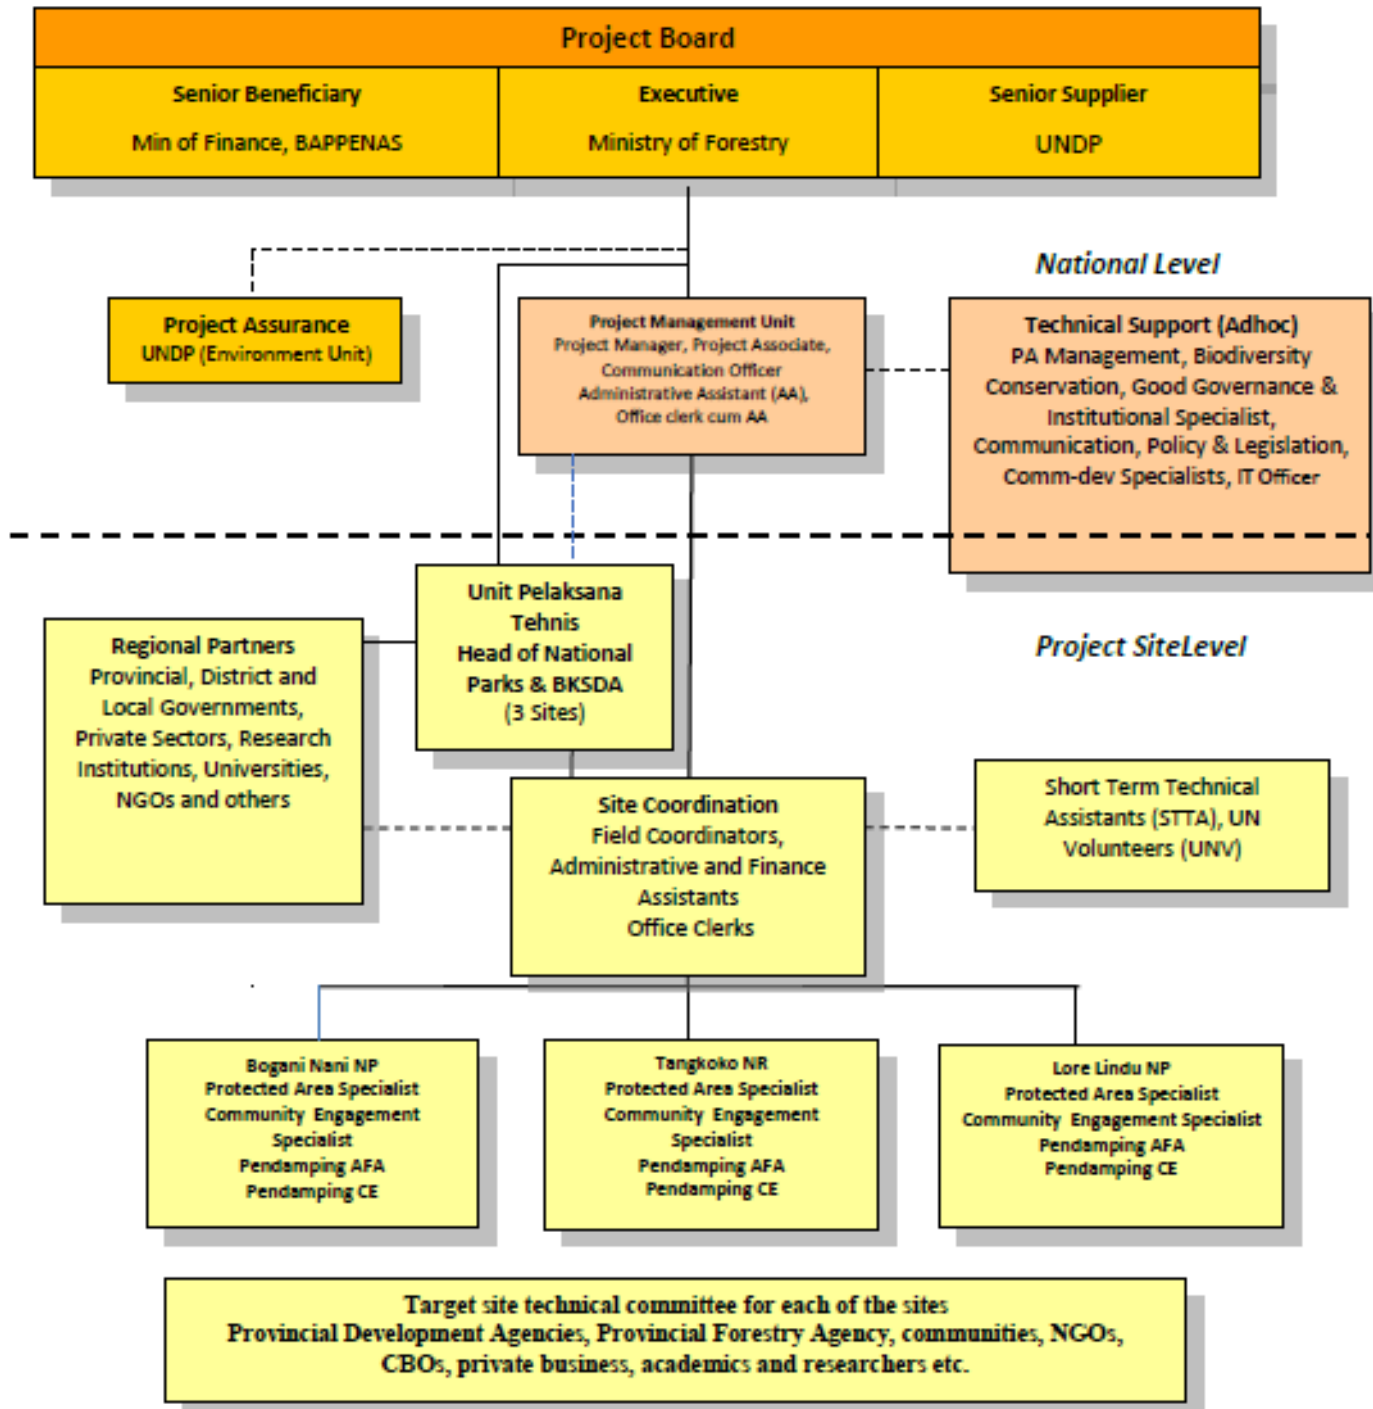 Project Board
Senior Beneficiary
Min of Finance, BAPPENAS
Executive
Ministry of Forestry
Senior Supplier
UNDP
National Level
Project Assurance
UNDP (Environment Unit)
Project Management Unit
Project Manager, Project Associate,
Communication Officer
Administrative Assistant (AA),
Office clerk cum AA
Technical Support (Adhoc)
PA Management, Biodiversity
Conservation, Good Governance &
Institutional Specialist,
Communication, Policy & Legislation,
Comm-dev Specialists, IT Officer
Unit Pelaksana
Tehnis
Head of National
Parks & BKSDA
(3 Sites)
Regional Partners
Provincial, District and
Local Governments,
Private Sectors, Research
Institutions, Universities,
NGOs and others
Project SiteLevel
Site Coordination
Field Coordinators,
Administrative and Finance
Assistants
Office Clerks
Short Term Technical
Assistants (STTA), UN
Volunteers (UNV)
Bogani Nani NP
Protected Area Specialist
Community Engagement
Specialist
Pendamping AFA
Pendamping CE
Tangkoko NR
Protected Area Specialist
Community Engagement
Specialist
Pendamping AFA
Pendamping CE
Lore Lindu NP
Protected Area Specialist
Community Engagement Specialist
Pendamping AFA
Pendamping CE
Target site technical committee for each of the sites
Provincial Development Agencies, Provincial Forestry Agency, communities, NGOs,
CBOs, private business, academics and researchers etc.